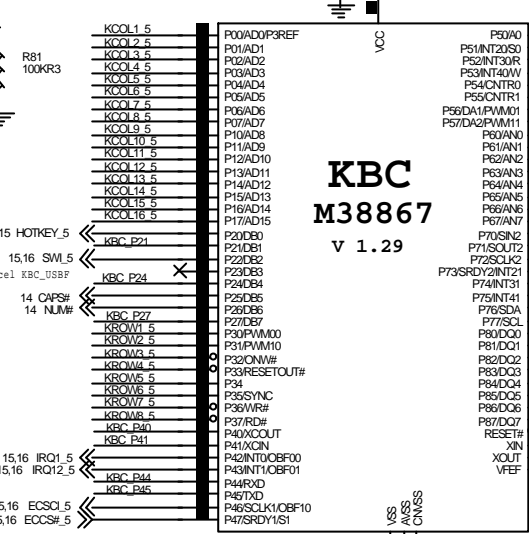 R81
100KR3
KCOL1_5
KCOL2_5
KCOL3_5
KCOL4_5
KCOL5_5
KCOL6_5
KCOL7_5
KCOL8_5
KCOL9_5
KCOL10_5
KCOL11_5
KCOL12_5
KCOL13_5
KCOL14_5
KCOL15_5
KCOL16_5
15 HOTKEY_5
KBC_P21
15,16 SWI_5
cel KBC_USBF
KBC_P24
14 CAPS#
14 NUM#
KBC_P27
KROW1_5
KROW2_5
KROW3_5
KROW4_5
KROW5_5
KROW6_5
KROW7_5
KROW8_5
KBC_P40
KBC_P41
15,16 IRQ1_5
15,16 IRQ12_5
KBC_P44
KBC_P45
5,16 ECSCI_5
5,16 ECCS#_5
P00/AD0/P3REF
P01/AD1
P02/AD2
P03/AD3
P04/AD4
P05/AD5
P06/AD6
P07/AD7
P10/AD8
P11/AD9
P12/AD10
P13/AD11
P14/AD12
P15/AD13
P16/AD14
P17/AD15
P20/DB0
P21/DB1
P22/DB2
P23/DB3
P24/DB4
P25/DB5
P26/DB6
P27/DB7
P30/PWM00
P31/PWM10
P32/ONW#
P33/RESETOUT#
P34
P35/SYNC
P36/WR#
P37/RD#
P40/XCOUT
P41/XCIN
P42/INT0/OBF00
P43/INT1/OBF01
P44/RXD
P45/TXD
P46/SCLK1/OBF10
P47/SRDY1/S1
VCC
KBC
M38867
V 1.29
VSS
AVSS
CNVSS
P50/A0
P51/INT20/S0
P52/INT30/R
P53/INT40/W
P54/CNTR0
P55/CNTR1
P56/DA1/PWM01
P57/DA2/PWM11
P60/AN0
P61/AN1
P62/AN2
P63/AN3
P64/AN4
P65/AN5
P66/AN6
P67/AN7
P70/SIN2
P71/SOUT2
P72/SCLK2
P73/SRDY2/INT21
P74/INT31
P75/INT41
P76/SDA
P77/SCL
P80/DQ0
P81/DQ1
P82/DQ2
P83/DQ3
P84/DQ4
P85/DQ5
P86/DQ6
P87/DQ7
RESET#
XIN
XOUT
VFEF